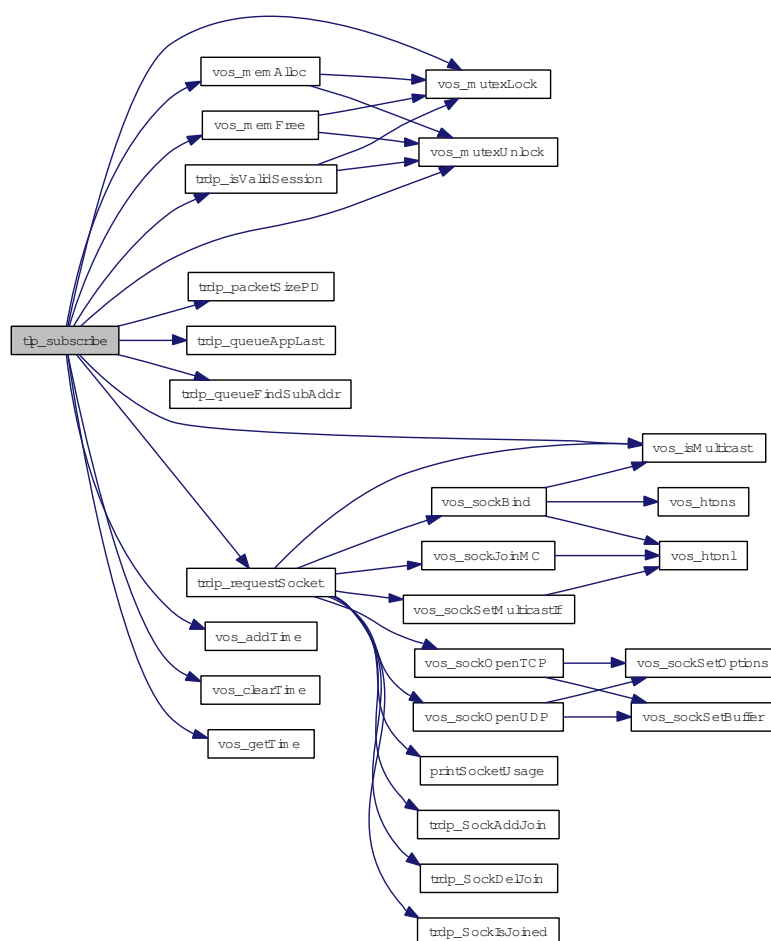 vos_memAlloc
vos_mutexLock
vos_memFree
vos_mutexUnlock
trdp_isValidSession
trdp_packetSizePD
tlp_subscribe
trdp_queueAppLast
trdp_queueFindSubAddr
vos_isMulticast
vos_sockBind
vos_htons
vos_sockJoinMC
vos_htonl
trdp_requestSocket
vos_sockSetMulticastIf
vos_addTime
vos_sockOpenTCP
vos_sockSetOptions
vos_clearTime
vos_sockOpenUDP
vos_sockSetBuffer
vos_getTime
printSocketUsage
trdp_SockAddJoin
trdp_SockDelJoin
trdp_SockIsJoined